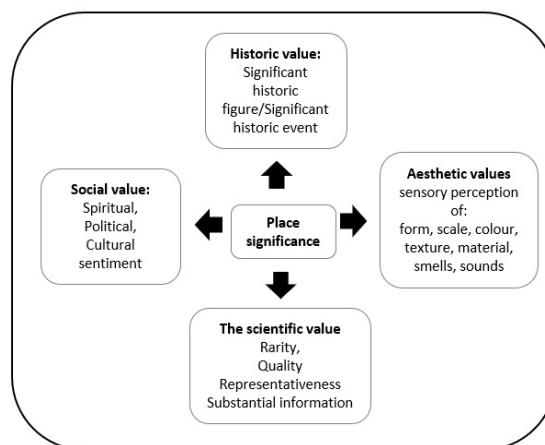 Historic value:
Significant
historic
figure/Significant
historic event
Social value:
Spiritual,
Political,
Cultural
sentiment
Place
significance
Aesthetic values
sensory perception
of:
form, scale, colour,
texture, material,
smells, sounds
The scientific value
Rarity,
Quality
Representativeness
Substantial information